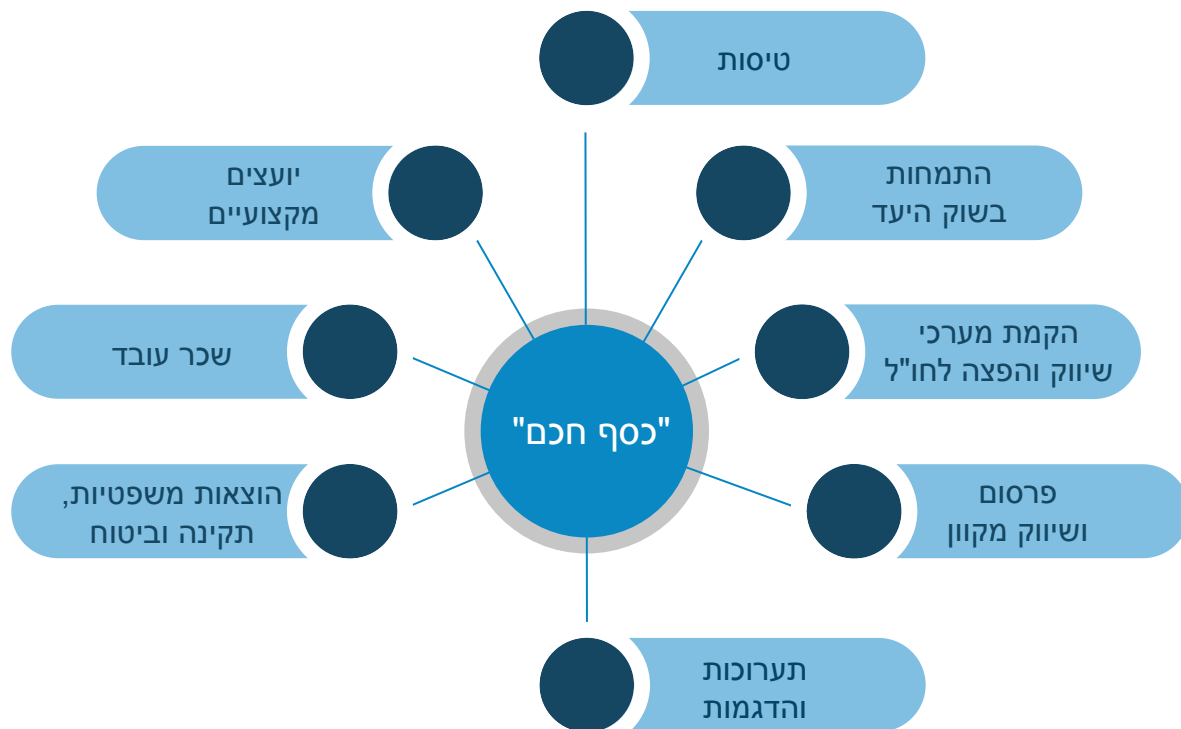 טיסות
התמחות
בשוק היעד
יועצים
מקצועיים
הקמת מערכי
שיווק והפצה לחו"ל
שכר עובד
"כסף חכם"
פרסום
ושיווק מקוון
הוצאות משפטיות,
תקינה וביטוח
תערוכות
והדגמות